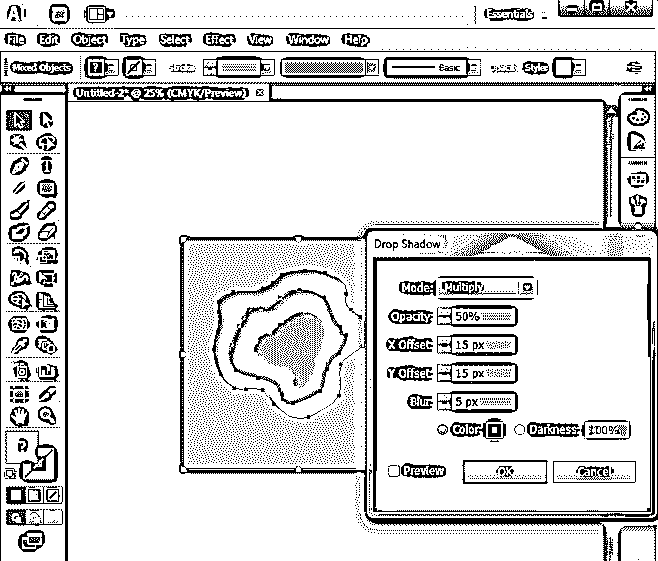 Ai Essentials
File Edit Object Type Select Effect View Window Help
Mixed Objects Basic Style
Untitled-2* @ 25% (CMYK/Preview)
Drop Shadow
Mode: Multiply
Opacity: 50%
X Offset: 15 px
Y Offset: 15 px
Blur: 5 px
Color Darkness: 100%
Preview OK Cancel